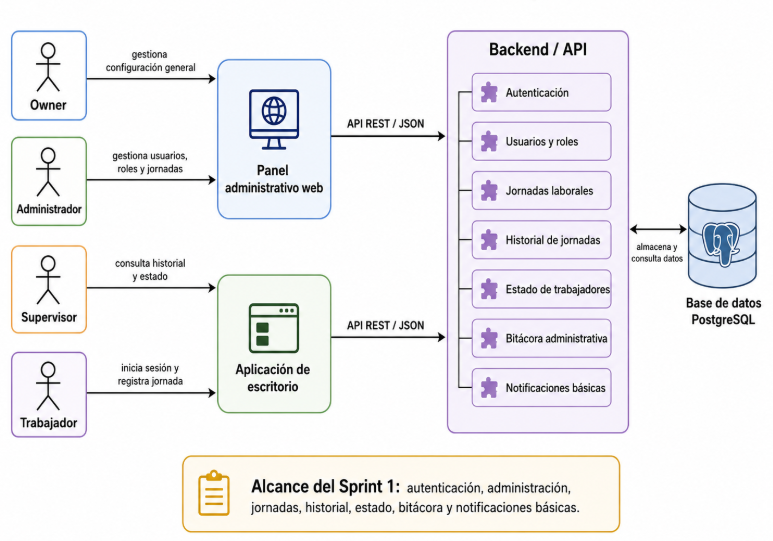 Owner
gestiona
configuración general
Administrador
gestiona usuarios,
roles y jornadas
Supervisor
consulta historial
y estado
Trabajador
inicia sesión y
registra jornada
Panel
administrativo web
Aplicación de
escritorio
API REST / JSON
API REST / JSON
Backend / API
Autenticación
Usuarios y roles
Jornadas laborales
Historial de jornadas
Estado de trabajadores
Bitácora administrativa
Notificaciones básicas
almacena y
consulta datos
Base de datos
PostgreSQL
Alcance del Sprint 1: autenticación, administración,
jornadas, historial, estado, bitácora y notificaciones básicas.